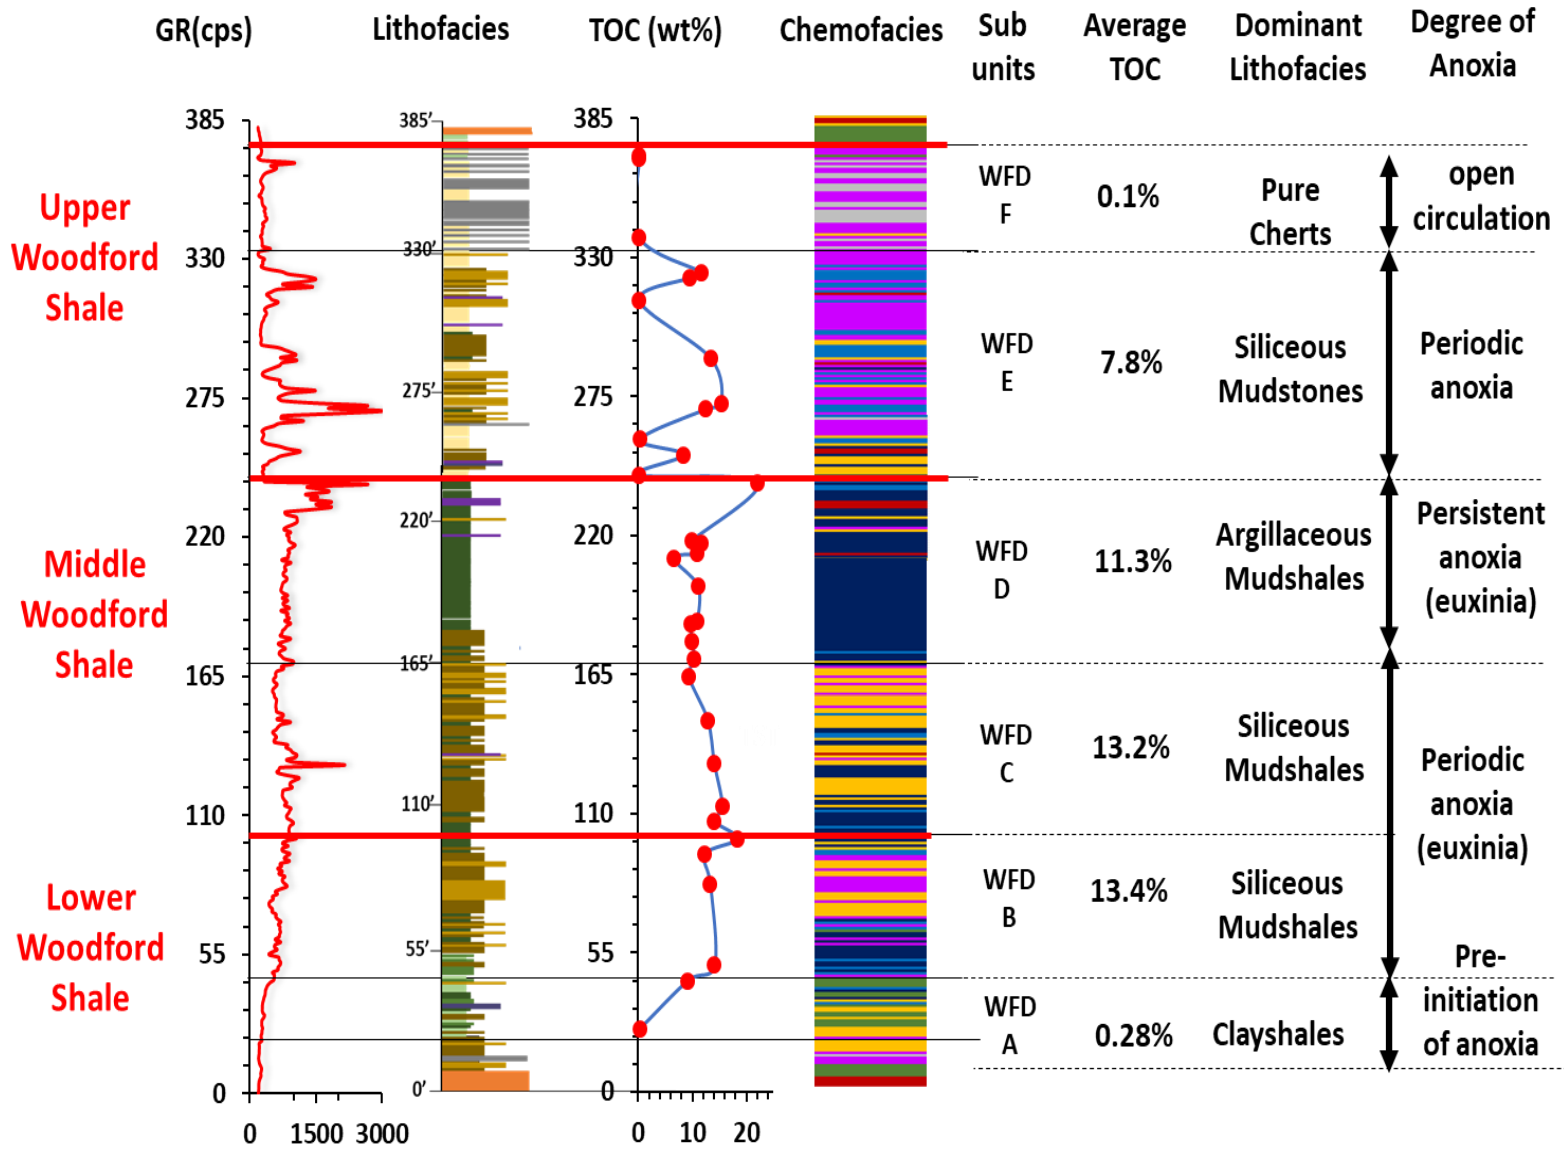 GR(cps)
Lithofacies
TOC (wt%)
Chemofacies
Sub
units
Average
TOC
Dominant
Lithofacies
Degree of
Anoxia
385
330
275
220
165
110
55
0
0 1500 3000
385'
330'
275'
220'
165'
110'
55'
0'
385
330
275
220
165
110
55
0
0 10 20
Upper
Woodford
Shale
Middle
Woodford
Shale
Lower
Woodford
Shale
WFD
F
0.1%
Pure
Cherts
open
circulation
WFD
E
7.8%
Siliceous
Mudstones
Periodic
anoxia
WFD
D
11.3%
Argillaceous
Mudshales
Persistent
anoxia
(euxinia)
WFD
C
13.2%
Siliceous
Mudshales
Periodic
anoxia
(euxinia)
WFD
B
13.4%
Siliceous
Mudshales
WFD
A
0.28%
Clayshales
Pre-
initiation
of anoxia